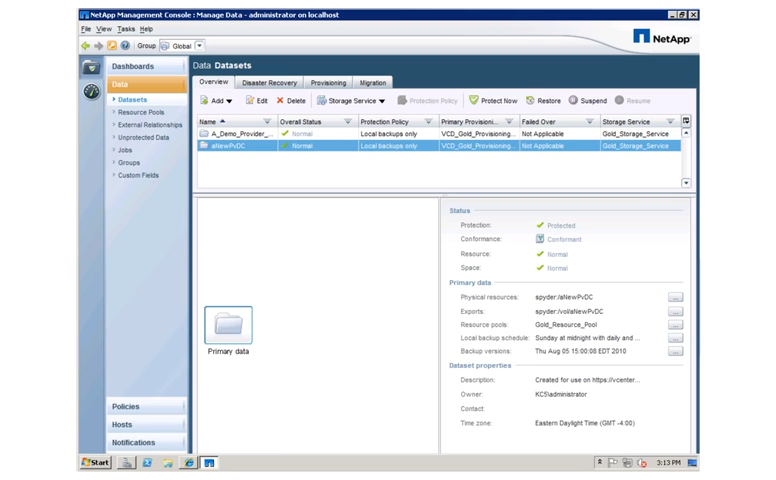 NetApp Management Console : Manage Data - administrator on localhost
File View Tasks Help
Group Global
NetApp
Dashboards
Data
Datasets
Resource Pools
External Relationships
Unprotected Data
Jobs
Groups
Custom Fields
Policies
Hosts
Notifications
Data Datasets
Overview Disaster Recovery Provisioning Migration
Add Edit Delete Storage Service Protection Policy Protect Now Restore Suspend Resume
Name Overall Status Protection Policy Primary Provisioni... Failed Over Storage Service
A_Demo_Provider_... Normal Local backups only VCD_Gold_Provisioning... Not Applicable Gold_Storage_Service
aNewPvDC Normal Local backups only VCD_Gold_Provisioning... Not Applicable Gold_Storage_Service
Primary data
Status
Protection: Protected
Conformance: Conformant
Resource: Normal
Space: Normal
Primary data
Physical resources: spyder:/aNewPvDC ...
Exports: spyder:/vol/aNewPvDC ...
Resource pools: Gold_Resource_Pool ...
Local backup schedule: Sunday at midnight with daily and ... ...
Backup versions: Thu Aug 05 15:00:08 EDT 2010 ...
Dataset properties
Description: Created for use on https://vcenter...
Owner: KC5\administrator
Contact:
Time zone: Eastern Daylight Time (GMT -4:00)
Start 3:13 PM